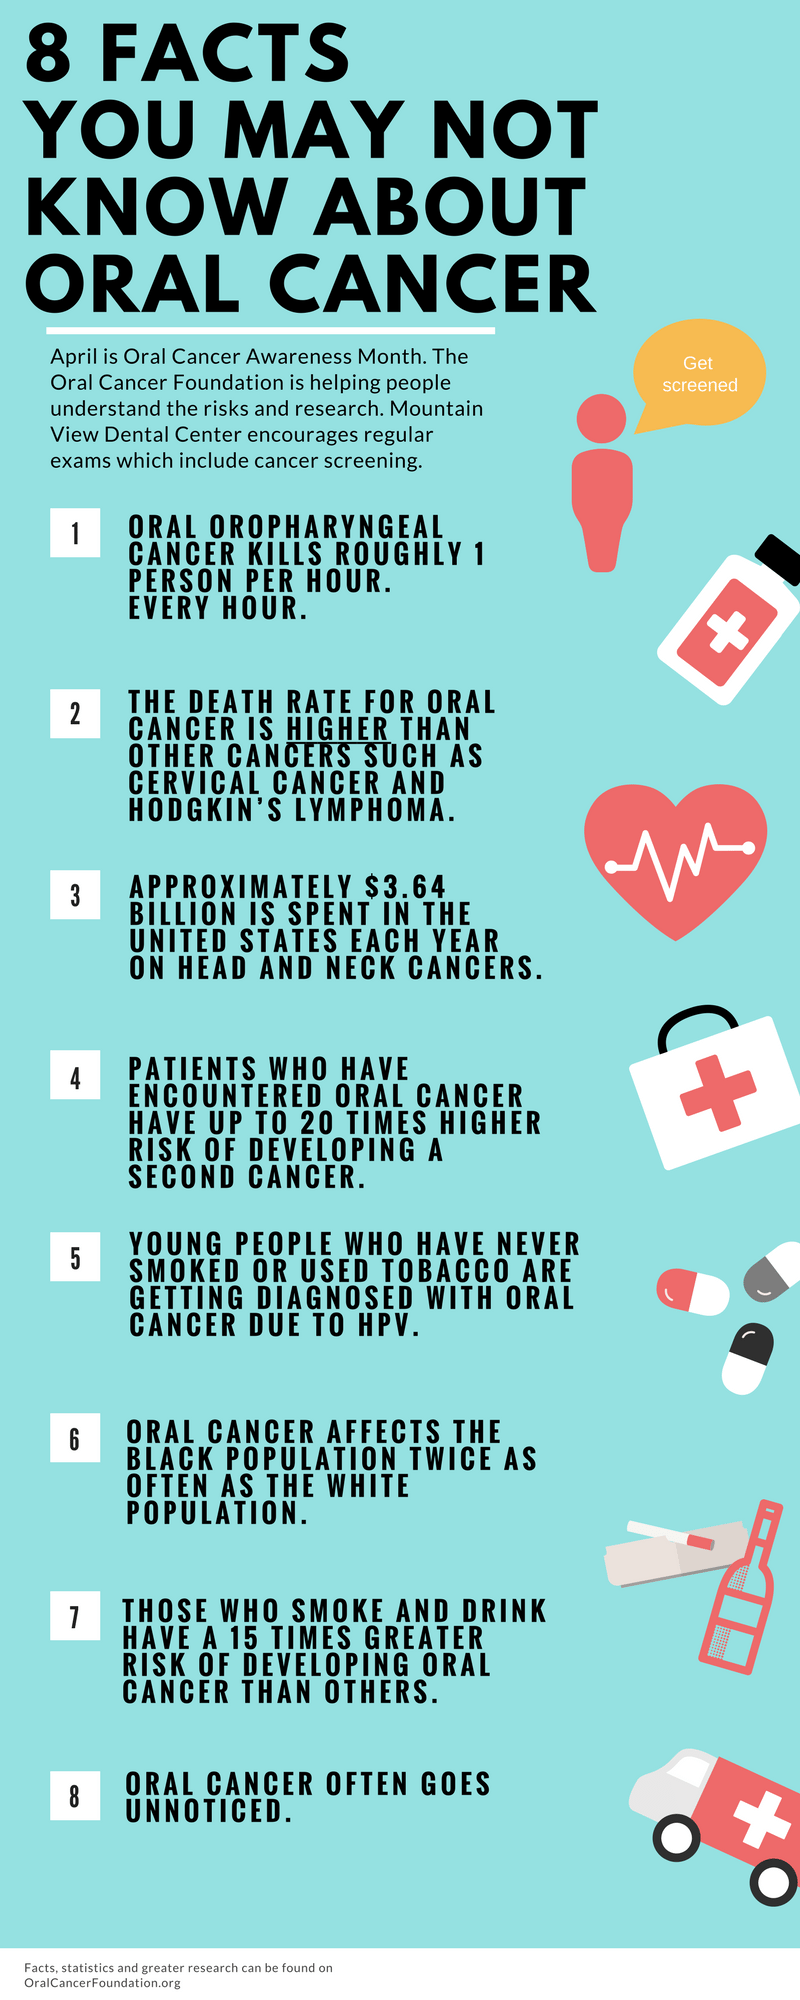 8 FACTS
YOU MAY NOT
KNOW ABOUT
ORAL CANCER
April is Oral Cancer Awareness Month. The
Oral Cancer Foundation is helping people
understand the risks and research. Mountain
View Dental Center encourages regular
exams which include cancer screening.
Get
screened
1
ORAL OROPHARYNGEAL
CANCER KILLS ROUGHLY 1
PERSON PER HOUR.
EVERY HOUR.
2
THE DEATH RATE FOR ORAL
CANCER IS HIGHER THAN
OTHER CANCERS SUCH AS
CERVICAL CANCER AND
HODGKIN'S LYMPHOMA.
3
APPROXIMATELY $3.64
BILLION IS SPENT IN THE
UNITED STATES EACH YEAR
ON HEAD AND NECK CANCERS.
4
PATIENTS WHO HAVE
ENCOUNTERED ORAL CANCER
HAVE UP TO 20 TIMES HIGHER
RISK OF DEVELOPING A
SECOND CANCER.
5
YOUNG PEOPLE WHO HAVE NEVER
SMOKED OR USED TOBACCO ARE
GETTING DIAGNOSED WITH ORAL
CANCER DUE TO HPV.
6
ORAL CANCER AFFECTS THE
BLACK POPULATION TWICE AS
OFTEN AS THE WHITE
POPULATION.
7
THOSE WHO SMOKE AND DRINK
HAVE A 15 TIMES GREATER
RISK OF DEVELOPING ORAL
CANCER THAN OTHERS.
8
ORAL CANCER OFTEN GOES
UNNOTICED.
Facts, statistics and greater research can be found on
OralCancerFoundation.org